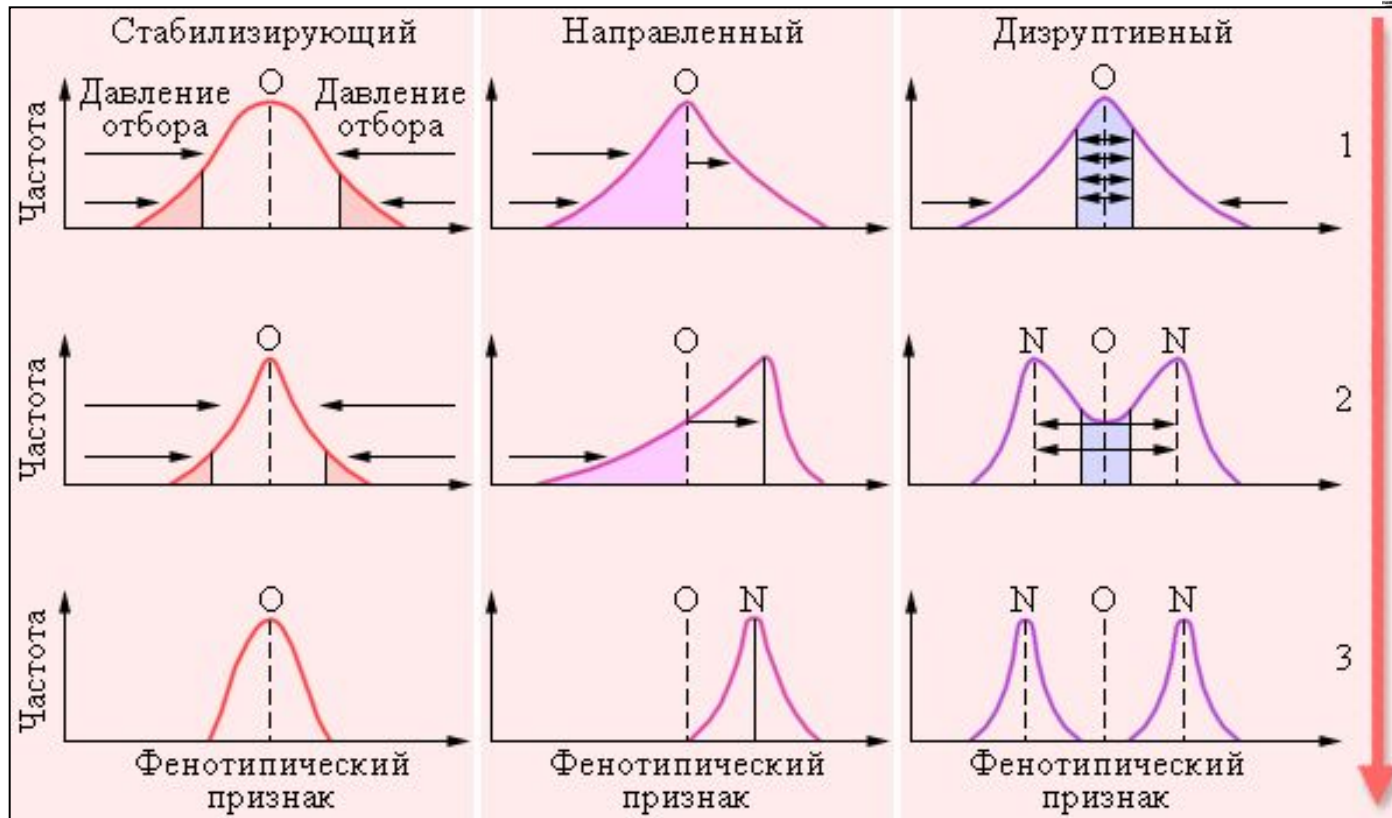 Стабилизирующий
Направленный
Дизруптивный
Частота
Давление
отбора
O
Давление
отбора
O
O
1
Частота
O
O
N O N
2
Частота
O
O N
N O N
3
Фенотипический
признак
Фенотипический
признак
Фенотипический
признак